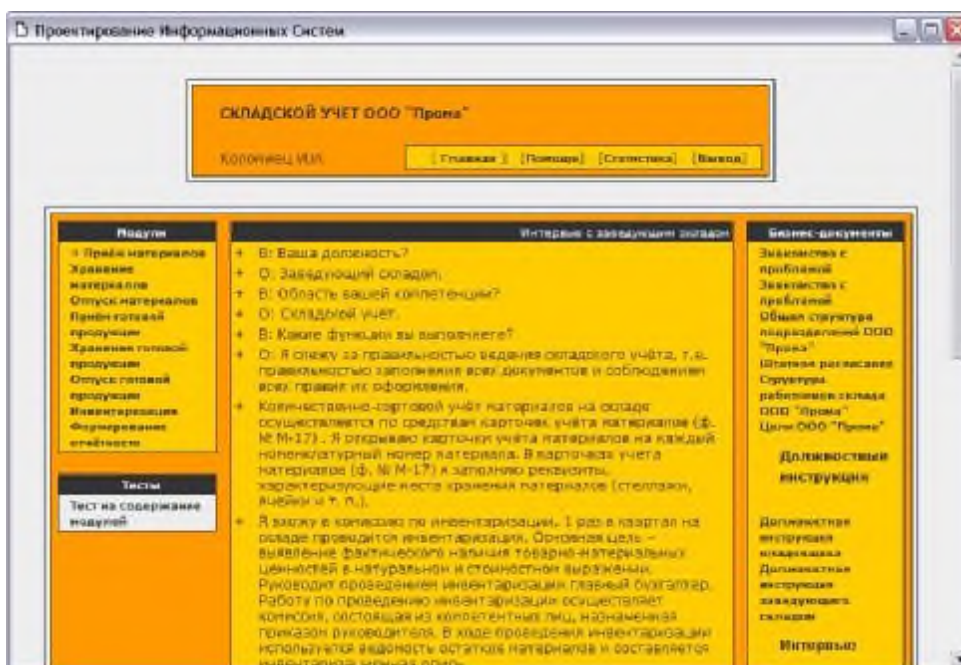 Проектирование Информационных Систем
СКЛАДСКОЙ УЧЕТ ООО "Прома"
[ Главная ] [Помощь] [Статистика] [Выход]
Модули
Приём материалов
Хранение
материалов
Отпуск материалов
Приём готовой
продукции
Хранение готовой
продукции
Отпуск готовой
продукции
Инвентаризация
Формирование
отчётности
Тесты
Тест на содержание
модулей
Интервью с заведующим складом
+ В: Ваша должность?
+ О: Заведующий складом.
+ В: Область вашей компетенции?
+ О: Складской учет.
+ В: Какие функции вы выполняете?
+ О: Я слежу за правильностью ведения складского учёта, т.е.
правильностью заполнения всех документов и соблюдением
всех правил их оформления.
+ Количественно-сортовой учёт материалов на складе
осуществляется по средствам карточек учёта материалов (ф.
№ М-17) . Я открываю карточки учёта материалов на каждый
номенклатурный номер материала. В карточках учета
материалов (ф. № М-17) я заполняю реквизиты,
характеризующие места хранения материалов (стеллажи,
ячейки и т. п.).
+ Я вхожу в комиссию по инвентаризации. 1 раз в квартал на
складе проводится инвентаризация. Основная цель –
выявление фактического наличия товарно-материальных
ценностей в натуральном и стоимостном выражении.
Руководит проведением инвентаризации главный бухгалтер.
Работу по проведению инвентаризации осуществляет
комиссия, состоящая из компетентных лиц, назначенная
приказом руководителя. В ходе проведения инвентаризации
используется ведомость остатков материалов и составляется
инвентаризационная опись.
Бизнес-документы
Знакомство с
проблемой
Знакомство с
проблемой
Общая структура
подразделений ООО
"Прома"
Штатное расписание
Структура
работников склада
ООО "Прома"
Цели ООО "Прома"
Должностные
инструкции
Должностная
инструкция
кладовщика
Должностная
инструкция
заведующего
складом
Интервью